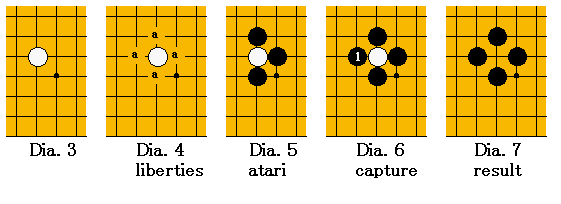 a
a a
a
1
Dia. 3 Dia. 4 Dia. 5 Dia. 6 Dia. 7
liberties atari capture result